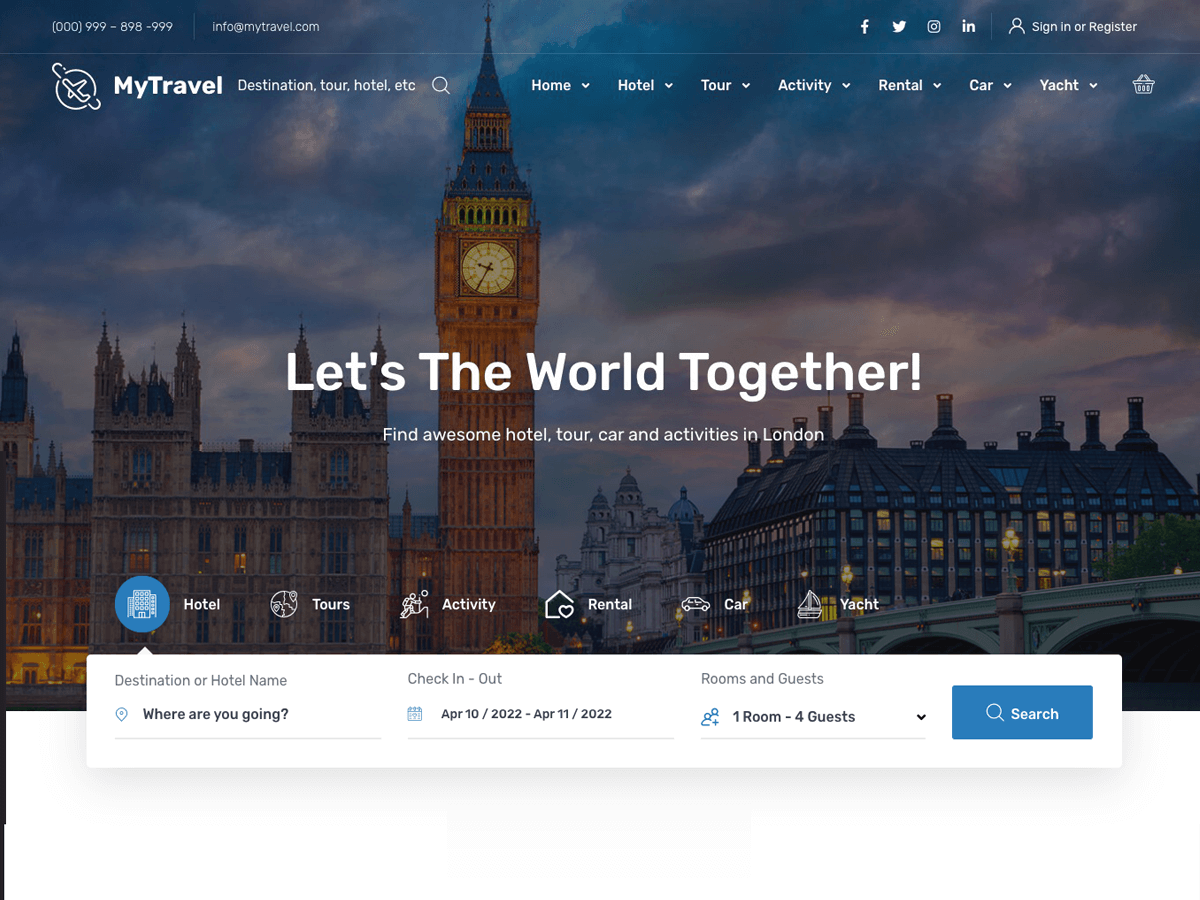 (000) 999 – 898 -999 info@mytravel.com Sign in or Register
MyTravel Destination, tour, hotel, etc Home Hotel Tour Activity Rental Car Yacht
Let's The World Together!
Find awesome hotel, tour, car and activities in London
Hotel Tours Activity Rental Car Yacht
Destination or Hotel Name Check In - Out Rooms and Guests
Where are you going? Apr 10 / 2022 - Apr 11 / 2022 1 Room - 4 Guests Search